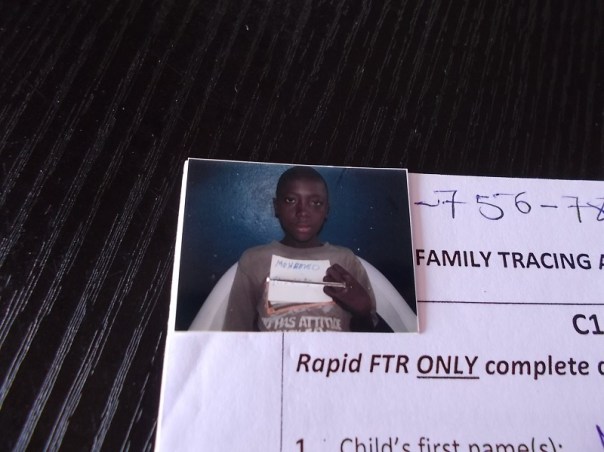 -756-78
FAMILY TRACING A
C1
Rapid FTR ONLY complete
1. Child's first name(s):